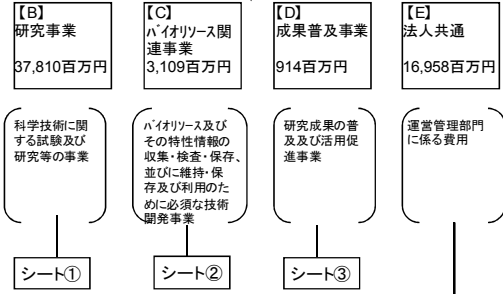 【B】
研究事業
37,810百万円
【C】
バイオリソース関
連事業
3,109百万円
【D】
成果普及事業
914百万円
【E】
法人共通
16,958百万円
科学技術に関
する試験及び
研究等の事業
バイオリソース及び
その特性情報の
収集・検査・保存、
並びに維持・保
存及び利用のた
めに必須な技術
開発事業
研究成果の普
及及び活用促
進事業
運営管理部門
に係る費用
シート①
シート②
シート③